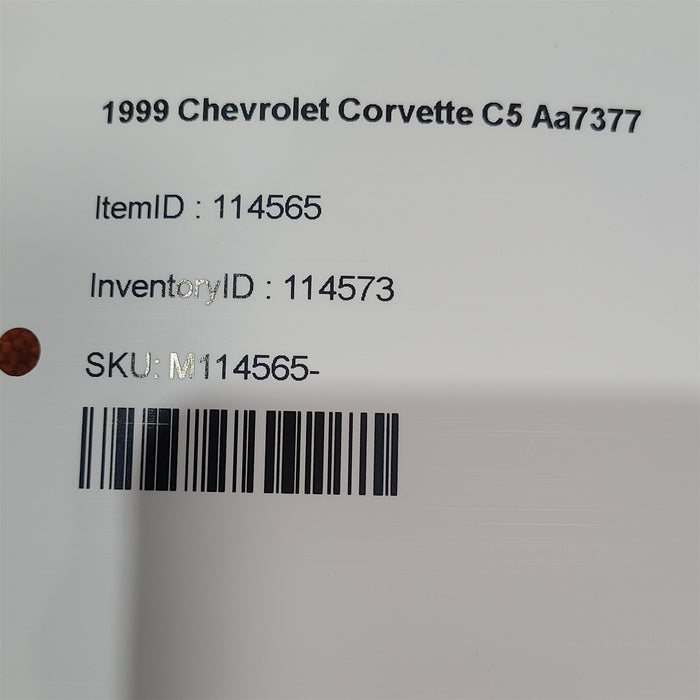 1999 Chevrolet Corvette C5 Aa7377
ItemID : 114565
InventoryID : 114573
SKU: M114565-